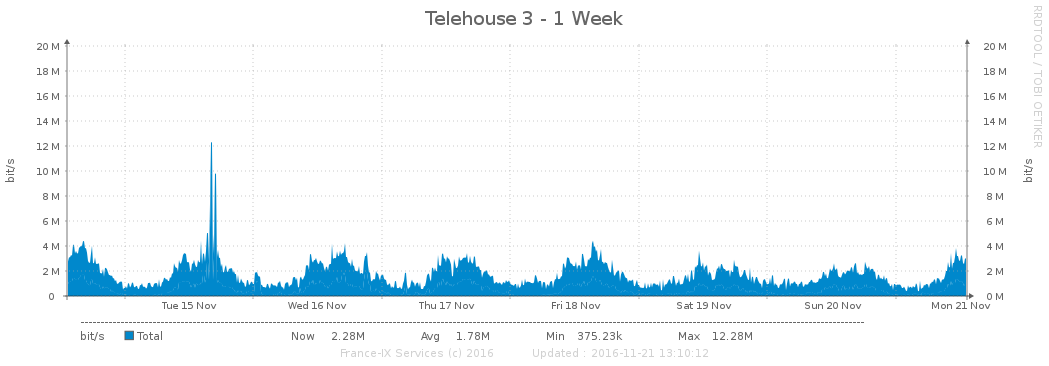 Telehouse 3 - 1 Week
RRDTOOL / TOBI OETIKER
20 M 20 M
18 M 18 M
16 M 16 M
14 M 14 M
12 M 12 M
10 M 10 M
8 M 8 M
6 M 6 M
4 M 4 M
2 M 2 M
0 0 M
bit/s bit/s
Tue 15 Nov Wed 16 Nov Thu 17 Nov Fri 18 Nov Sat 19 Nov Sun 20 Nov Mon 21 Nov
bit/s Total Now 2.28M Avg 1.78M Min 375.23k Max 12.28M
France-IX Services (c) 2016 Updated : 2016-11-21 13:10:12